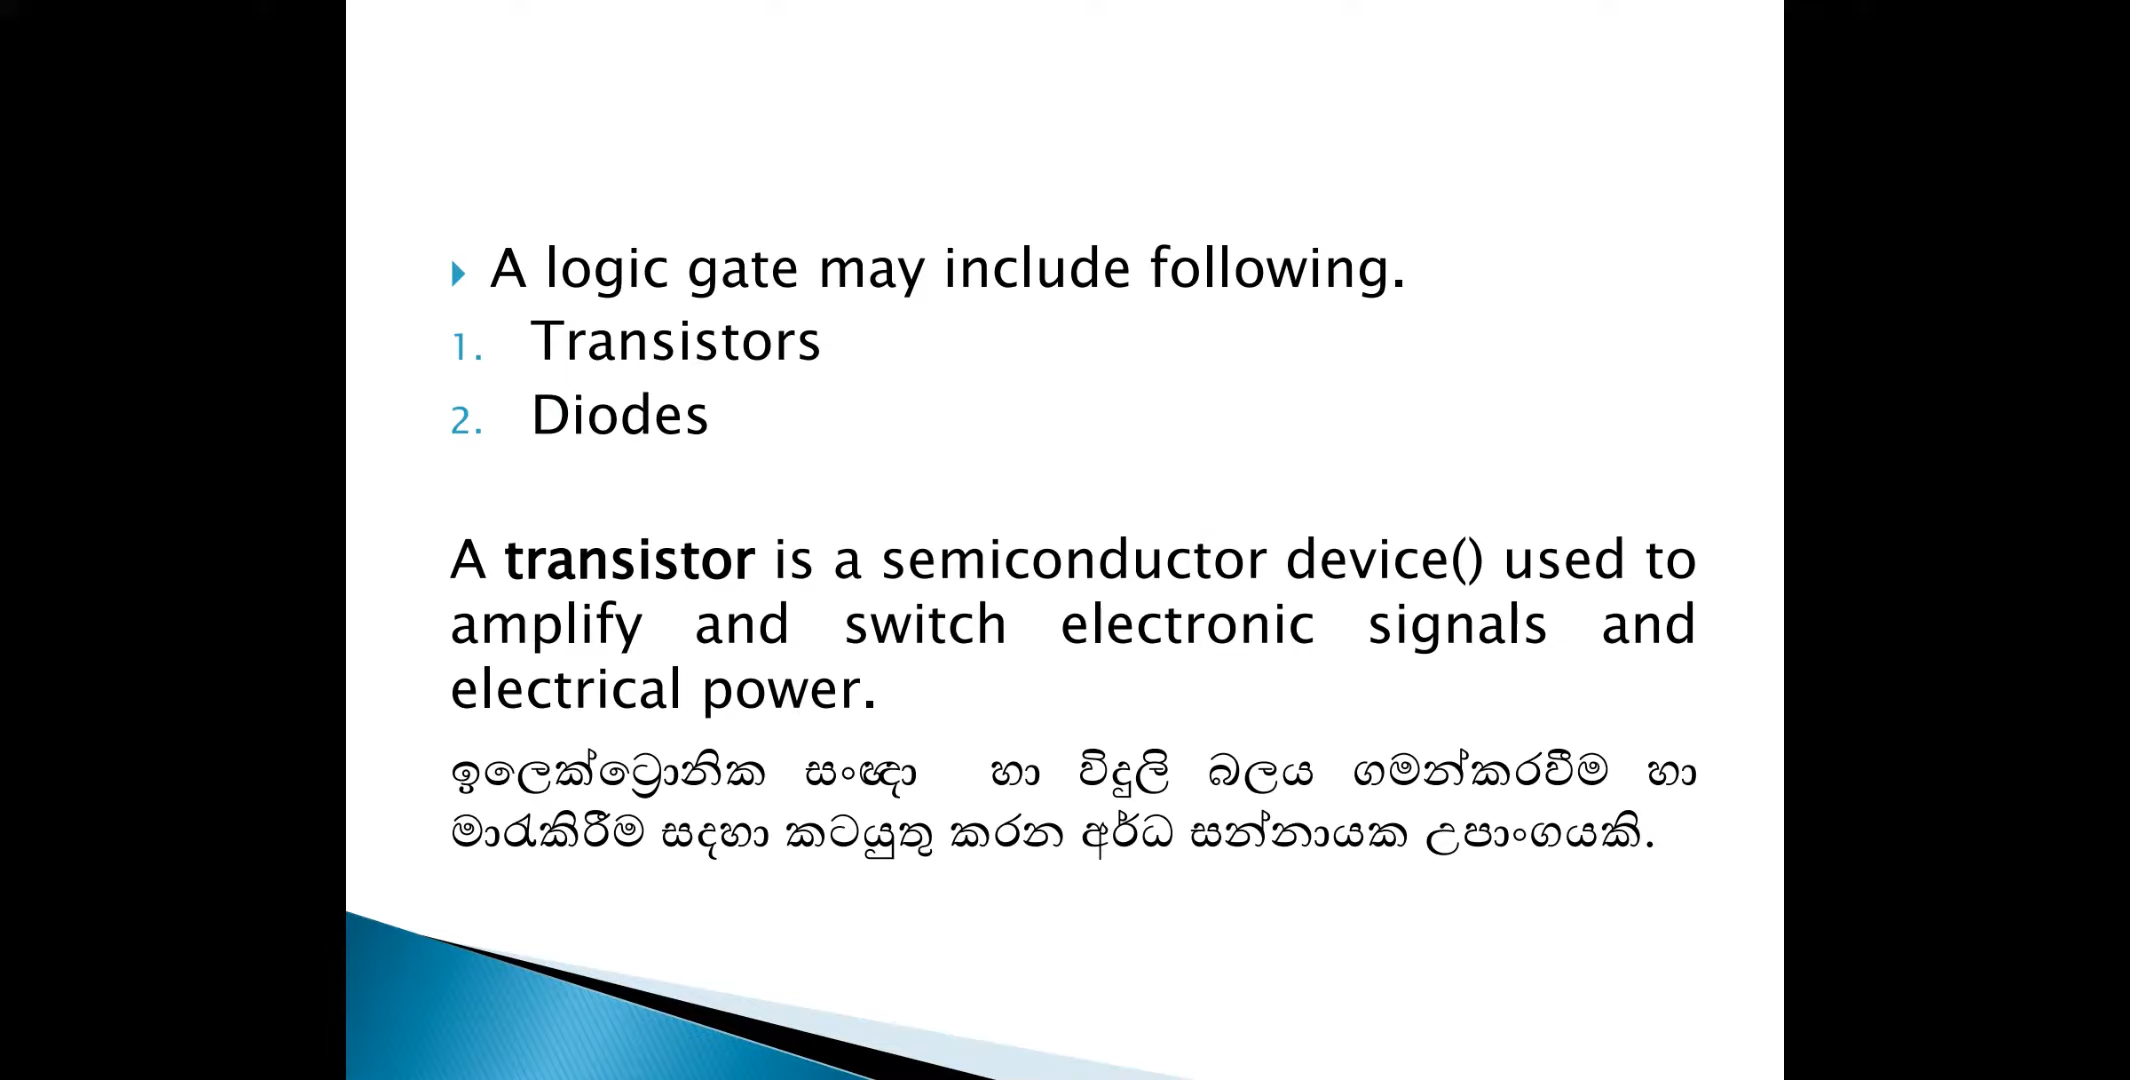 A logic gate may include following.
1. Transistors
2. Diodes
A transistor is a semiconductor device() used to
amplify and switch electronic signals and
electrical power.
ඉලෙක්ට්‍රොනික සංඥා හා විදුලි බලය ගමන්කරවීම හා
මාරැකිරීම සදහා කටයුතු කරන අර්ධ සන්නායක උපාංගයකි.